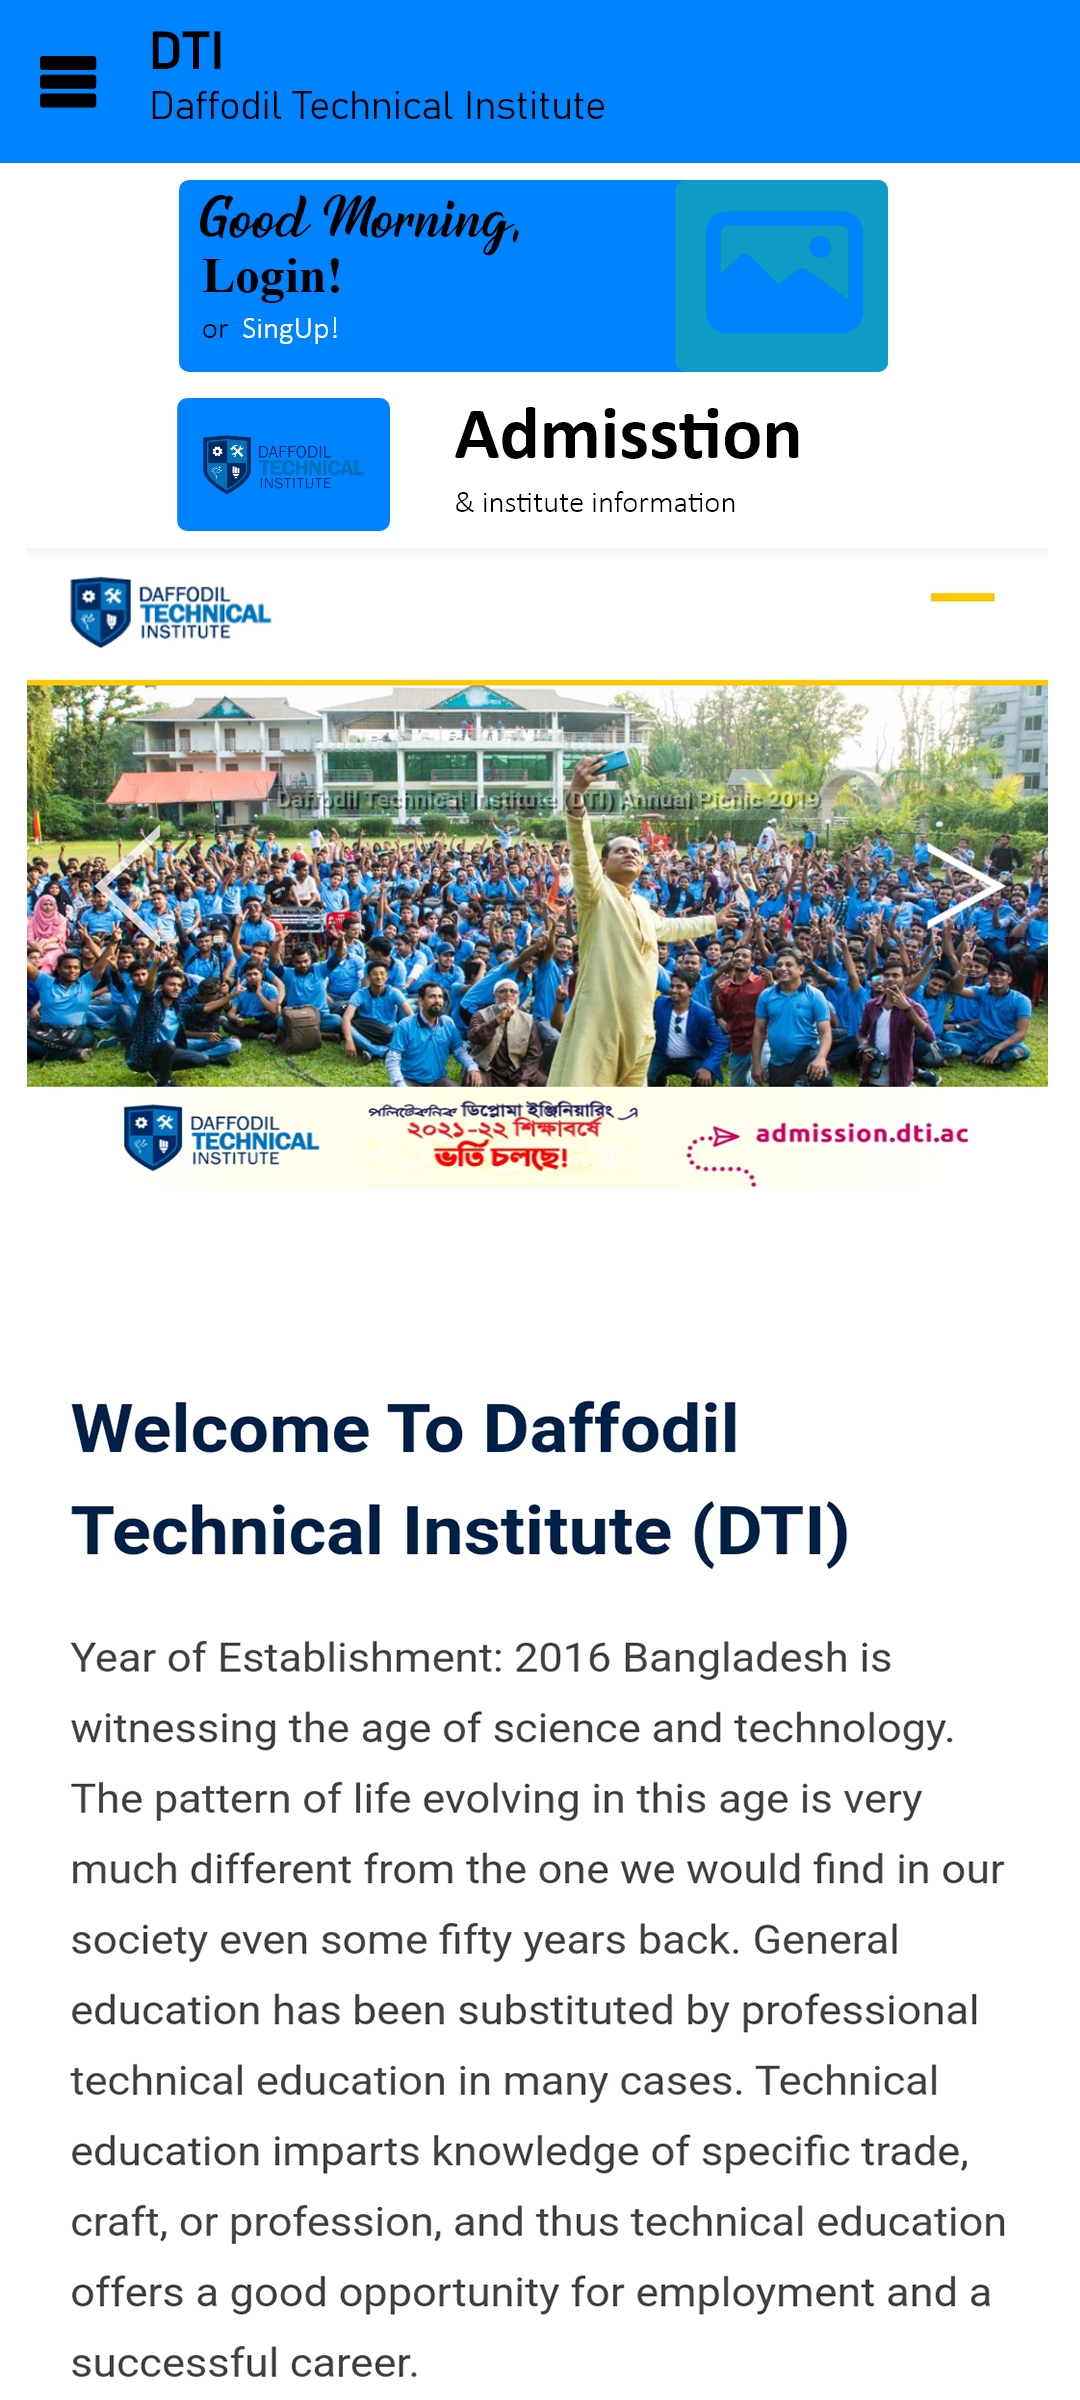 DTI
Daffodil Technical Institute
Good Morning,
Login!
or SingUp!
DAFFODIL
TECHNICAL
INSTITUTE
Admisstion
& institute information
DAFFODIL
TECHNICAL
INSTITUTE
Daffodil Technical Institute (DTI) Annual Picnic 2019
DAFFODIL
TECHNICAL
INSTITUTE
পলিটেকনিক ডিপ্লোমা ইঞ্জিনিয়ারিং এ
২০২১-২২ শিক্ষাবর্ষে
ভর্তি চলছে!
admission.dti.ac
Welcome To Daffodil
Technical Institute (DTI)
Year of Establishment: 2016 Bangladesh is
witnessing the age of science and technology.
The pattern of life evolving in this age is very
much different from the one we would find in our
society even some fifty years back. General
education has been substituted by professional
technical education in many cases. Technical
education imparts knowledge of specific trade,
craft, or profession, and thus technical education
offers a good opportunity for employment and a
successful career.